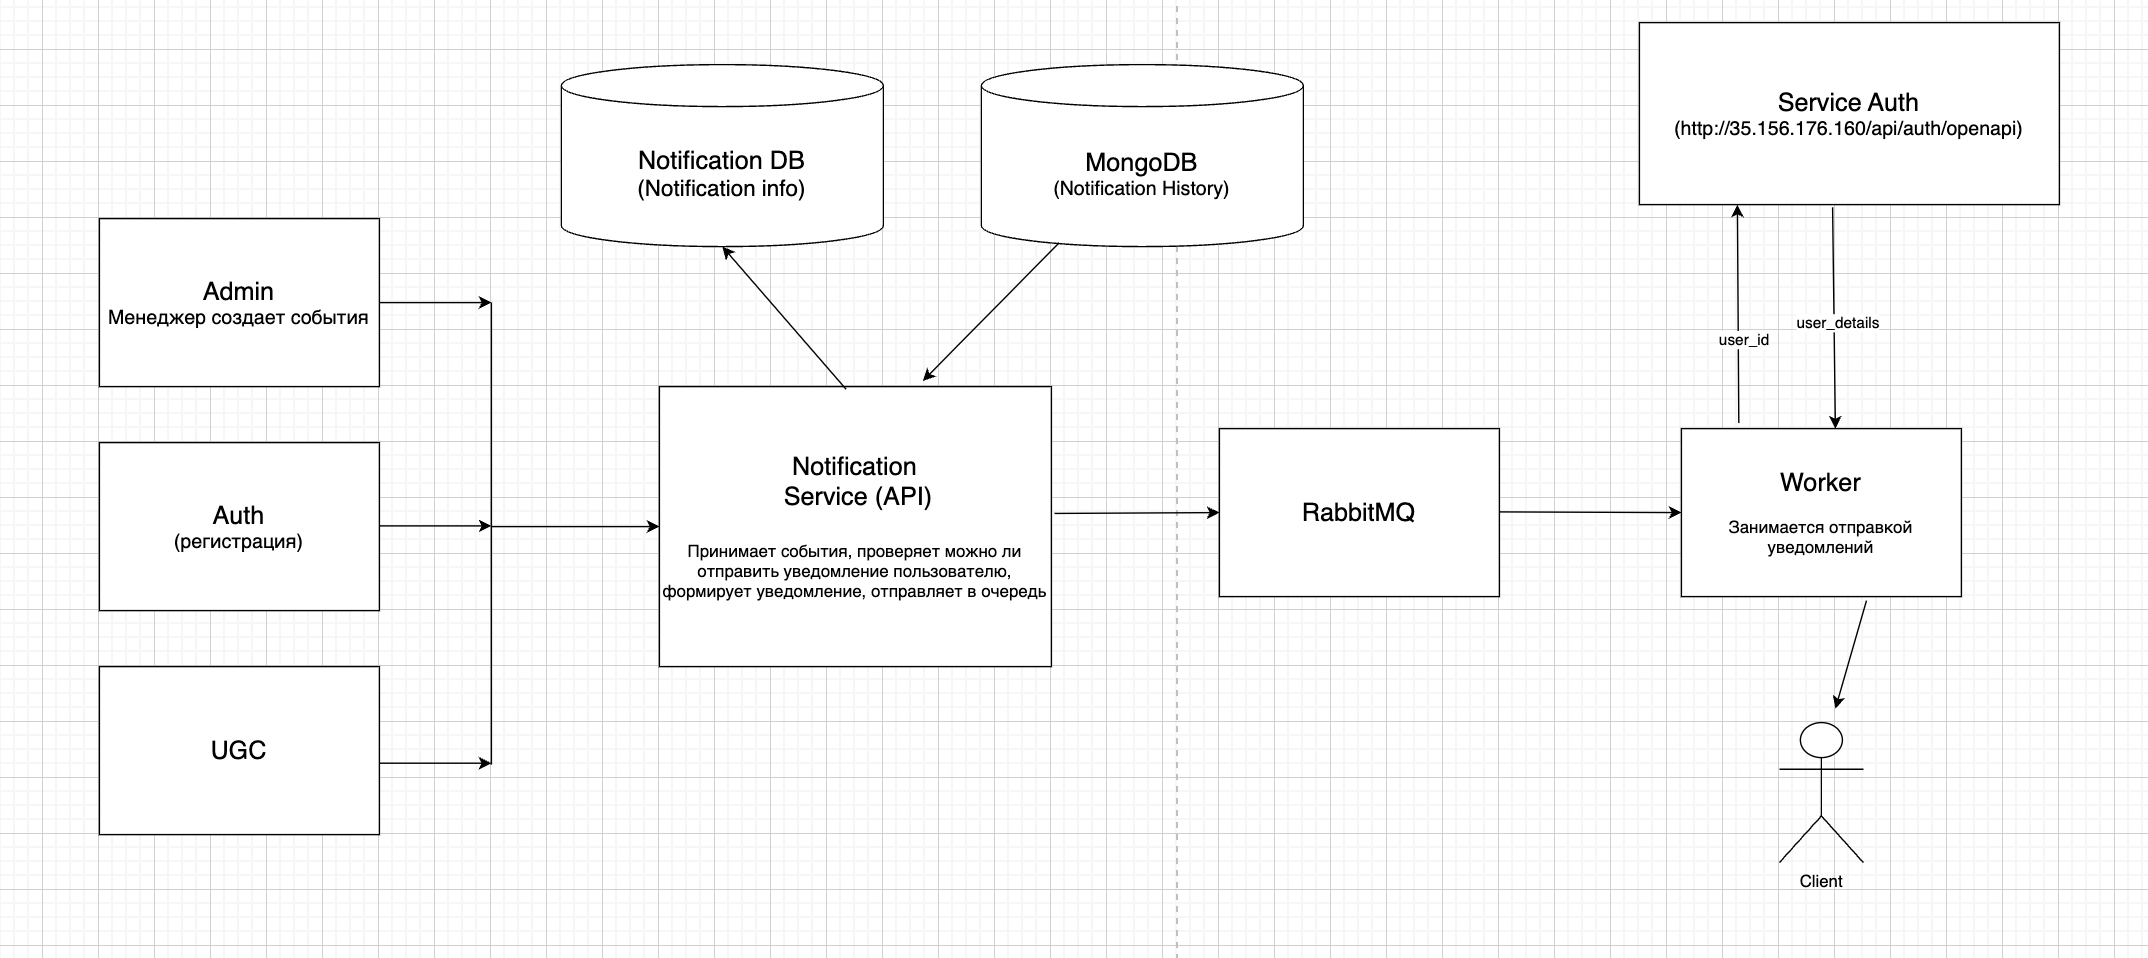 Service Auth
(http://35.156.176.160/api/auth/openapi)
Notification DB
(Notification info)
MongoDB
(Notification History)
Admin
Менеджер создает события
user_id
user_details
Auth
(регистрация)
Notification
Service (API)
Принимает события, проверяет можно ли
отправить уведомление пользователю,
формирует уведомление, отправляет в очередь
RabbitMQ
Worker
Занимается отправкой
уведомлений
UGC
Client